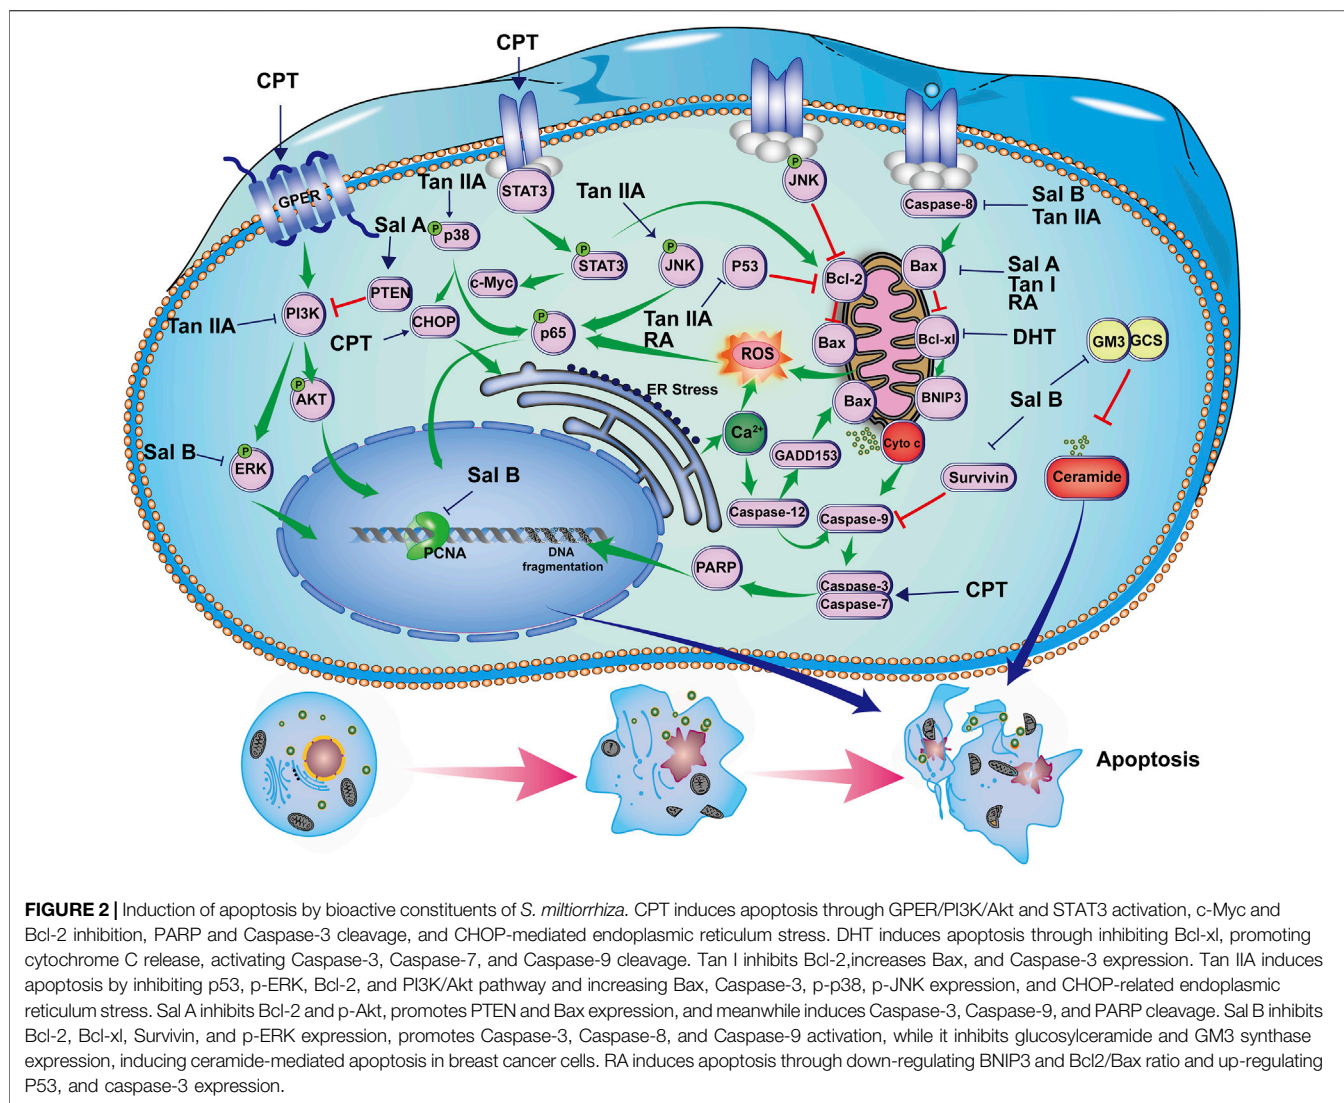 CPT
CPT
GPER
STAT3
Tan IIA
P
p38
Sal A
Tan IIA
P
JNK
Caspase-8
Sal B
Tan IIA
P
STAT3
c-Myc
P
JNK
P53
Bcl-2
Bax
Sal A
Tan I
RA
PTEN
PI3K
Tan IIA
CHOP
CPT
P
p65
Tan IIA
RA
ROS
Bax
Bcl-xl
DHT
GM3
GCS
ER Stress
P
AKT
Bax
BNIP3
Sal B
Ca2+
GADD153
Cyto c
Sal B
P
ERK
Sal B
Survivin
Ceramide
Caspase-12
Caspase-9
PCNA
DNA
fragmentation
PARP
Caspase-3
Caspase-7
CPT
Apoptosis
FIGURE 2 | Induction of apoptosis by bioactive constituents of S. miltiorrhiza. CPT induces apoptosis through GPER/PI3K/Akt and STAT3 activation, c-Myc and
Bcl-2 inhibition, PARP and Caspase-3 cleavage, and CHOP-mediated endoplasmic reticulum stress. DHT induces apoptosis through inhibiting Bcl-xl, promoting
cytochrome C release, activating Caspase-3, Caspase-7, and Caspase-9 cleavage. Tan I inhibits Bcl-2,increases Bax, and Caspase-3 expression. Tan IIA induces
apoptosis by inhibiting p53, p-ERK, Bcl-2, and PI3K/Akt pathway and increasing Bax, Caspase-3, p-p38, p-JNK expression, and CHOP-related endoplasmic
reticulum stress. Sal A inhibits Bcl-2 and p-Akt, promotes PTEN and Bax expression, and meanwhile induces Caspase-3, Caspase-9, and PARP cleavage. Sal B inhibits
Bcl-2, Bcl-xl, Survivin, and p-ERK expression, promotes Caspase-3, Caspase-8, and Caspase-9 activation, while it inhibits glucosylceramide and GM3 synthase
expression, inducing ceramide-mediated apoptosis in breast cancer cells. RA induces apoptosis through down-regulating BNIP3 and Bcl2/Bax ratio and up-regulating
P53, and caspase-3 expression.